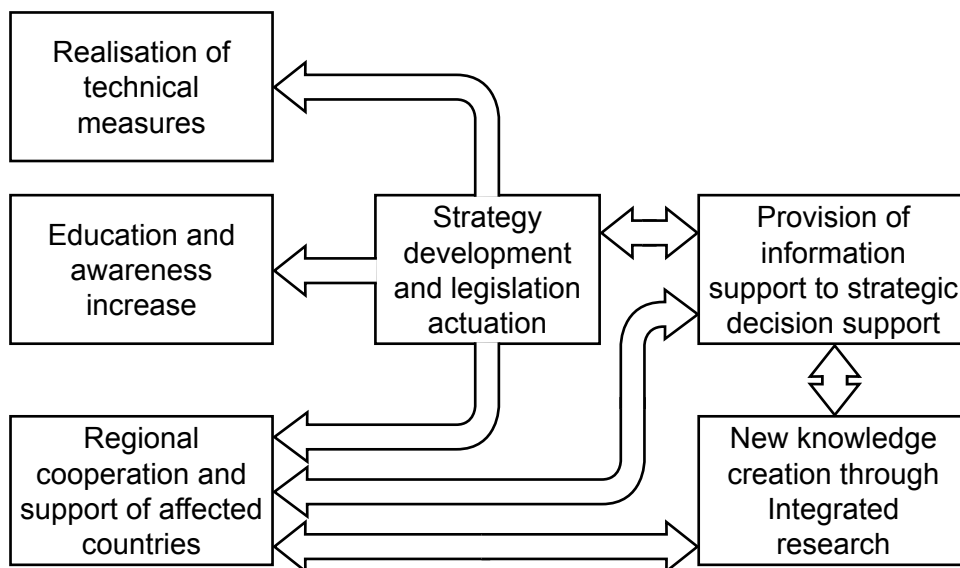 Realisation of
technical
measures
Education and
awareness
increase
Strategy
development
and legislation
actuation
Provision of
information
support to strategic
decision support
Regional
cooperation and
support of affected
countries
New knowledge
creation through
Integrated
research